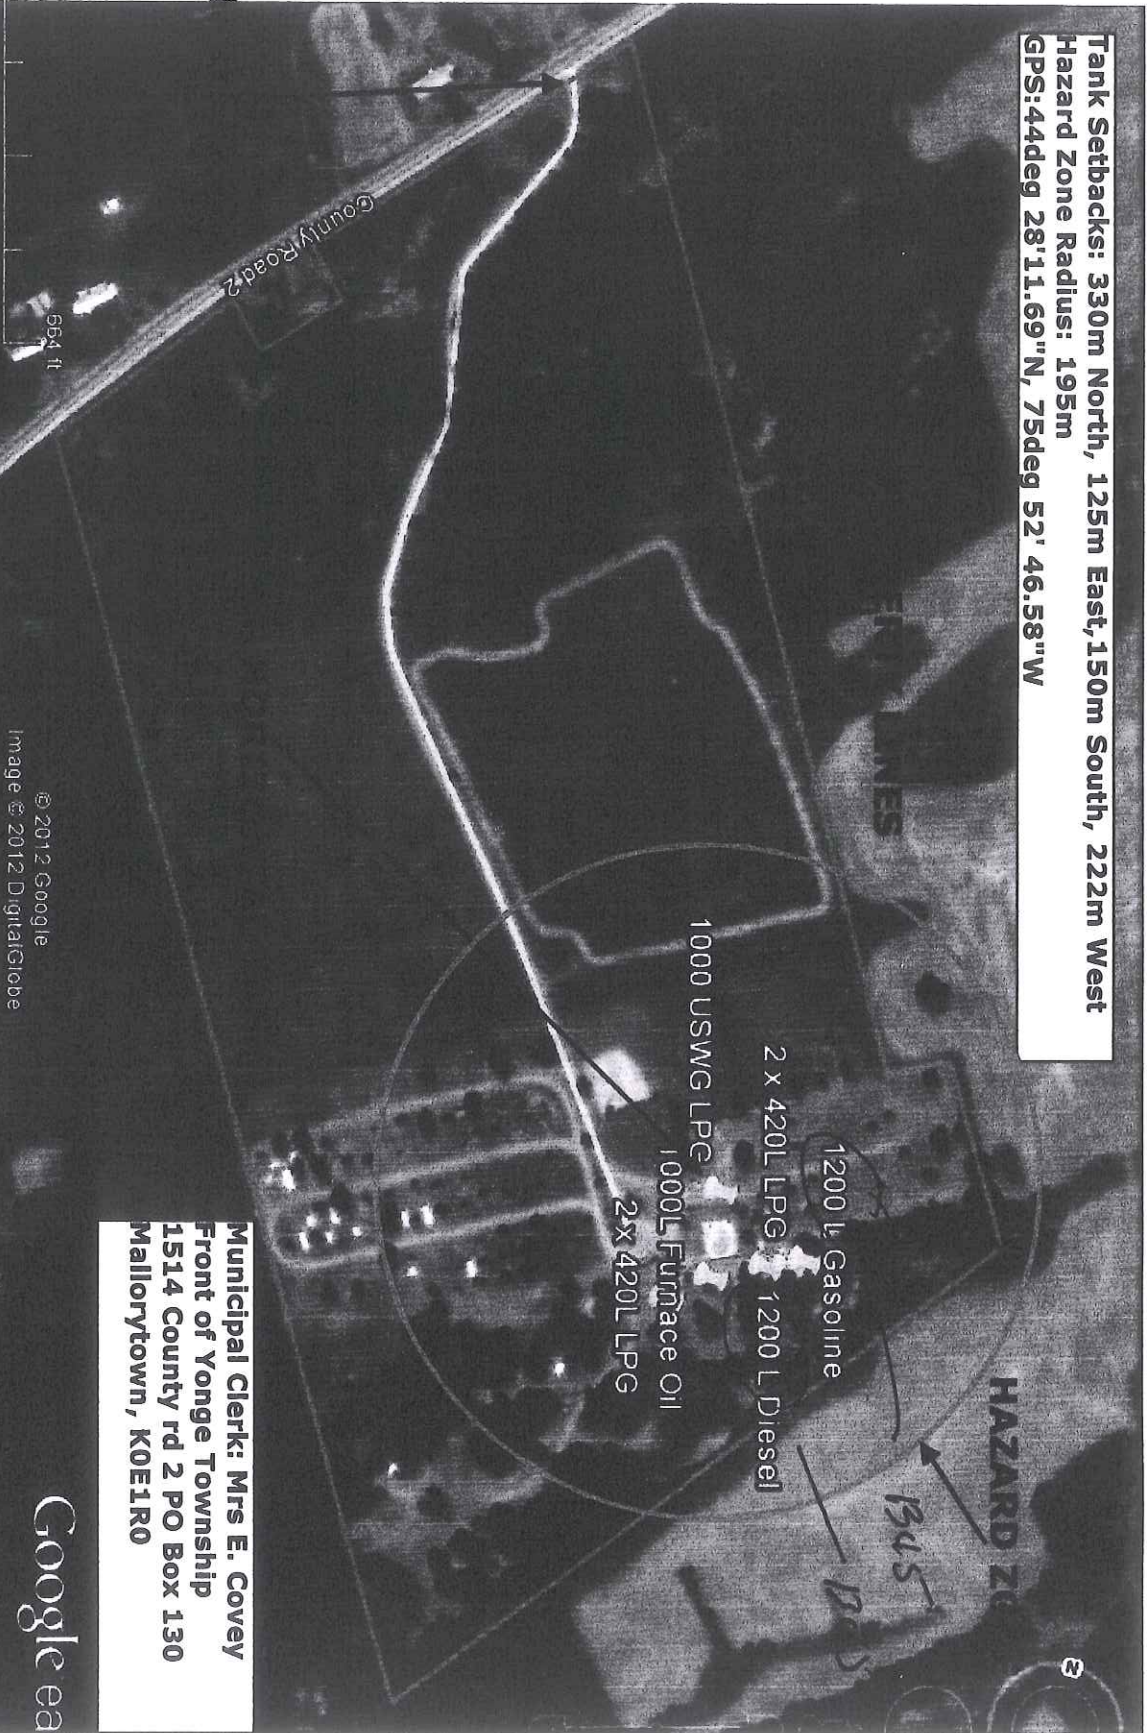 Tank Setbacks: 330m North, 125m East,150m South, 222m West
Hazard Zone Radius: 195m
GPS:44deg 28'11.69"N, 75deg 52' 46.58"W
HAZARD
County Road 2
1200 L Gasoline
2 x 420L LPG
1200 L Diesel
1000 USWG LPG
1000L Furnace Oil
2 x 420L LPG
664 ft
Municipal Clerk: Mrs E. Covey
Front of Yonge Township
1514 County rd 2 PO Box 130
Mallorytown, K0E1R0
© 2012 Google
Image © 2012 DigitalGlobe
Google ea
N